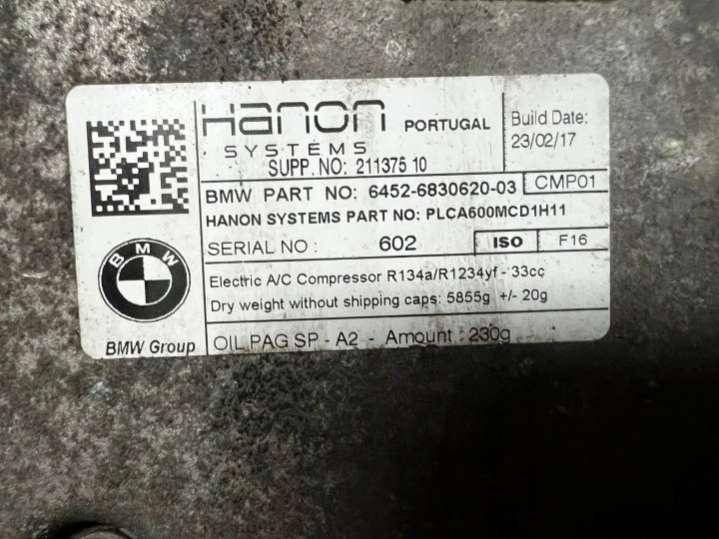 Hanon
SYSTEMS
PORTUGAL
Build Date:
23/02/17
SUPP. NO: 211375 10
BMW PART NO: 6452-6830620-03
CMP01
HANON SYSTEMS PART NO: PLCA600MCD1H11
SERIAL NO : 602
ISO
F16
Electric A/C Compressor R134a/R1234yf - 33cc
Dry weight without shipping caps: 5855g +/- 20g
OIL PAG SP - A2 - Amount : 230g
BMW
BMW Group